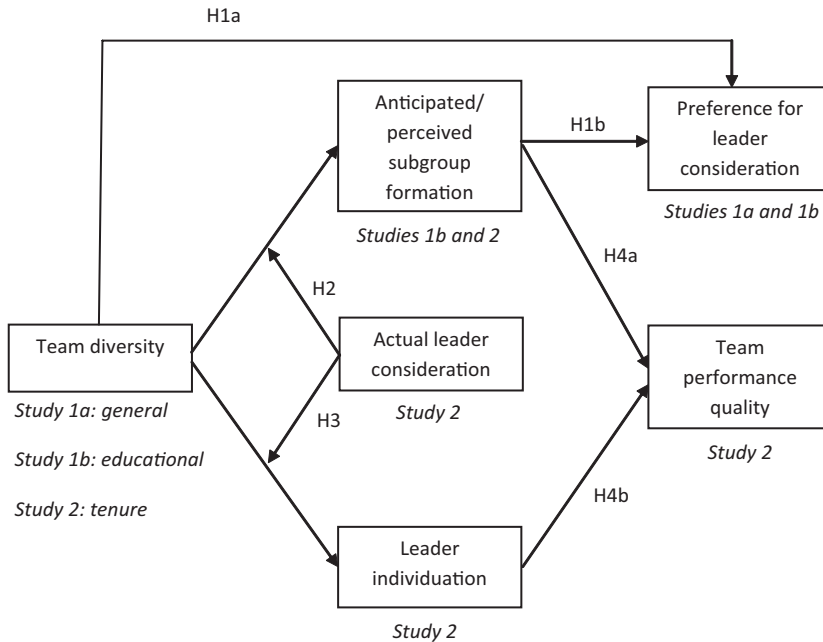 H1a
Anticipated/
perceived
subgroup
formation
Studies 1b and 2
H1b
Preference for
leader
consideration
Studies 1a and 1b
H4a
H2
Team diversity
Study 1a: general
Study 1b: educational
Study 2: tenure
Actual leader
consideration
Study 2
H3
Team
performance
quality
Study 2
H4b
Leader
individuation
Study 2